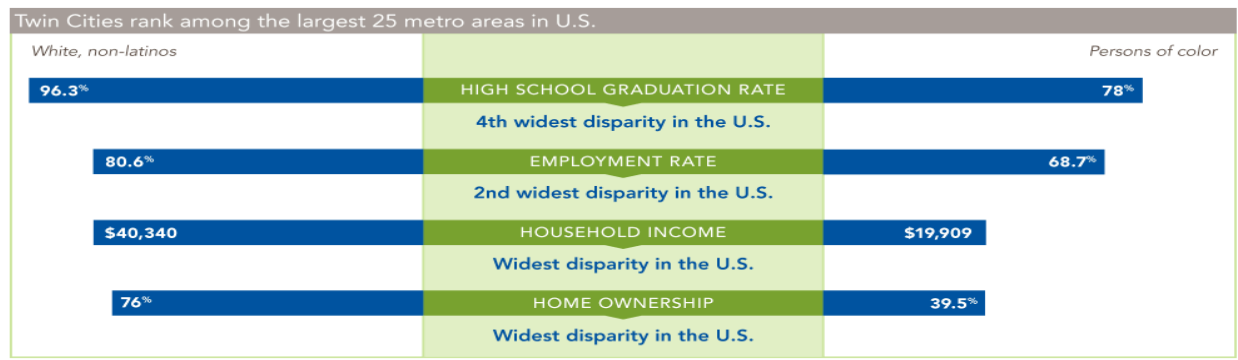 Twin Cities rank among the largest 25 metro areas in U.S.
White, non-latinos Persons of color
96.3% HIGH SCHOOL GRADUATION RATE 78%
4th widest disparity in the U.S.
80.6% EMPLOYMENT RATE 68.7%
2nd widest disparity in the U.S.
$40,340 HOUSEHOLD INCOME $19,909
Widest disparity in the U.S.
76% HOME OWNERSHIP 39.5%
Widest disparity in the U.S.